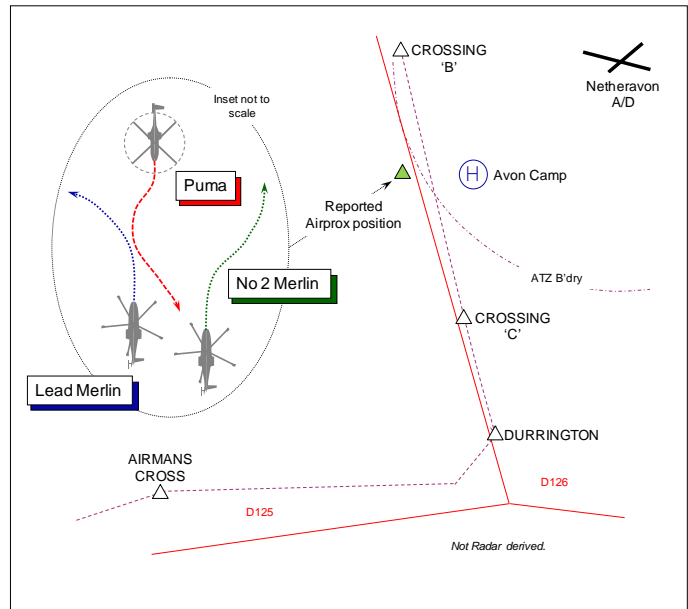 CROSSING
'B'
Netheravon
A/D
Inset not to
scale
Puma
Reported
Airprox position
H Avon Camp
No 2 Merlin
ATZ B'dry
CROSSING
'C'
Lead Merlin
DURRINGTON
AIRMANS
CROSS
D125
D126
Not Radar derived.